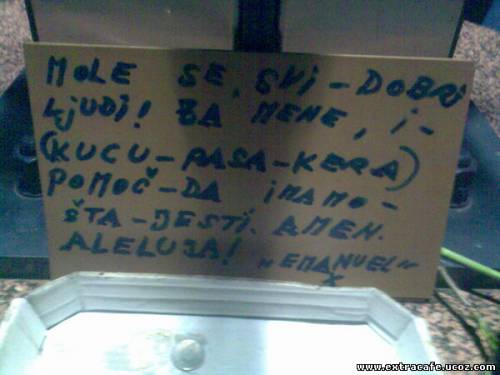 MOLE SE, SVI - DOBRI
LJUDI! ZA MENE, i -
(KUCU - PASA - KERA)
POMOČ - DA iMAMO -
ŠTA - JESTi. AMEN.
ALELUJA! „EMANUEL"
www.extracafe.ucoz.com